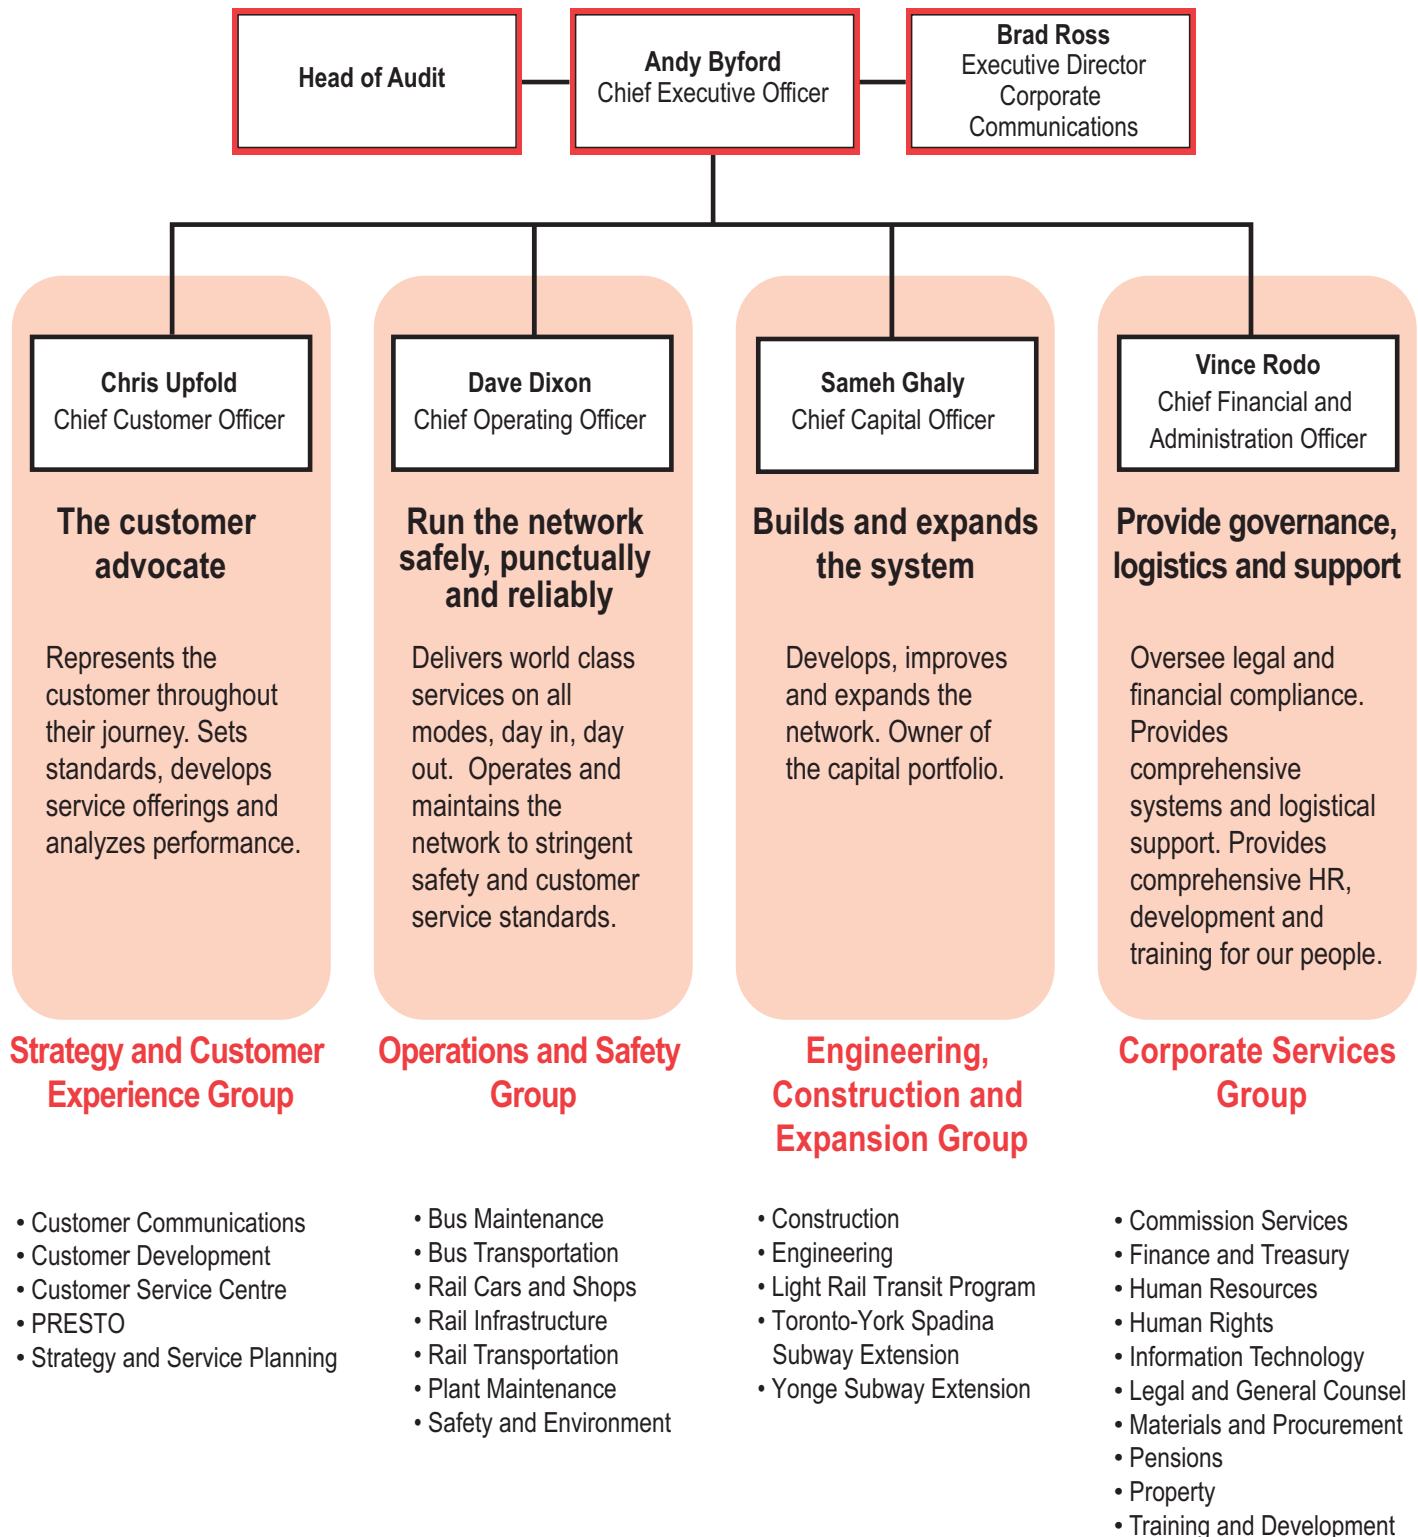 Head of Audit
Andy Byford
Chief Executive Officer
Brad Ross
Executive Director
Corporate
Communications
Chris Upfold
Chief Customer Officer
Dave Dixon
Chief Operating Officer
Sameh Ghaly
Chief Capital Officer
Vince Rodo
Chief Financial and
Administration Officer
The customer
advocate
Represents the
customer throughout
their journey. Sets
standards, develops
service offerings and
analyzes performance.
Run the network
safely, punctually
and reliably
Delivers world class
services on all
modes, day in, day
out.  Operates and
maintains the
network to stringent
safety and customer
service standards.
Builds and expands
the system
Develops, improves
and expands the
network. Owner of
the capital portfolio.
Provide governance,
logistics and support
Oversee legal and
financial compliance.
Provides
comprehensive
systems and logistical
support. Provides
comprehensive HR,
development and
training for our people.
Strategy and Customer
Experience Group
• Customer Communications
• Customer Development
• Customer Service Centre
• PRESTO
• Strategy and Service Planning
Operations and Safety
Group
• Bus Maintenance
• Bus Transportation
• Rail Cars and Shops
• Rail Infrastructure
• Rail Transportation
• Plant Maintenance
• Safety and Environment
Engineering,
Construction and
Expansion Group
• Construction
• Engineering
• Light Rail Transit Program
• Toronto-York Spadina
Subway Extension
• Yonge Subway Extension
Corporate Services
Group
• Commission Services
• Finance and Treasury
• Human Resources
• Human Rights
• Information Technology
• Legal and General Counsel
• Materials and Procurement
• Pensions
• Property
• Training and Development